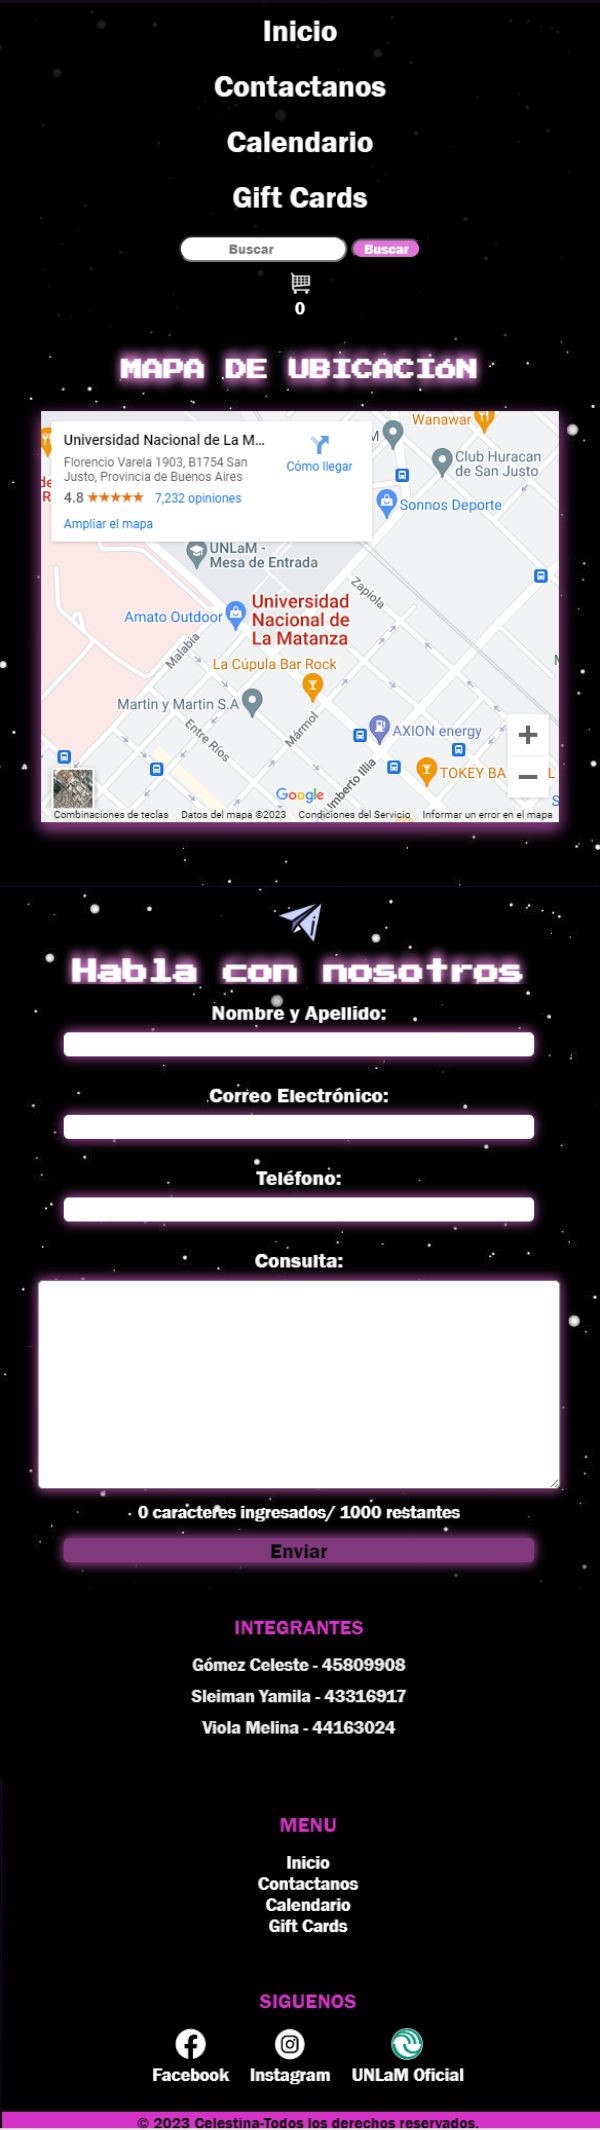 Inicio
Contactanos
Calendario
Gift Cards
Buscar Buscar
0
MAPA DE UBICACIóN
Universidad Nacional de La M...
Florencio Varela 1903, B1754 San
Justo, Provincia de Buenos Aires
4.8 ★★★★★ 7,232 opiniones
Ampliar el mapa
Cómo llegar
Wanawar
Club Huracan
de San Justo
Sonnos Deporte
UNLaM -
Mesa de Entrada
Zapiola
Universidad
Nacional de
La Matanza
Amato Outdoor
Malabia
La Cúpula Bar Rock
Martin y Martin S.A
Mármol
Entre Ríos
AXION energy
TOKEY BA
Umberto Illia
Google
Combinaciones de teclas Datos del mapa ©2023 Condiciones del Servicio Informar un error en el mapa
Habla con nosotros
Nombre y Apellido:
Correo Electrónico:
Teléfono:
Consulta:
0 caracteres ingresados/ 1000 restantes
Enviar
INTEGRANTES
Gómez Celeste - 45809908
Sleiman Yamila - 43316917
Viola Melina - 44163024
MENU
Inicio
Contactanos
Calendario
Gift Cards
SIGUENOS
Facebook Instagram UNLaM Oficial
© 2023 Celestina-Todos los derechos reservados.